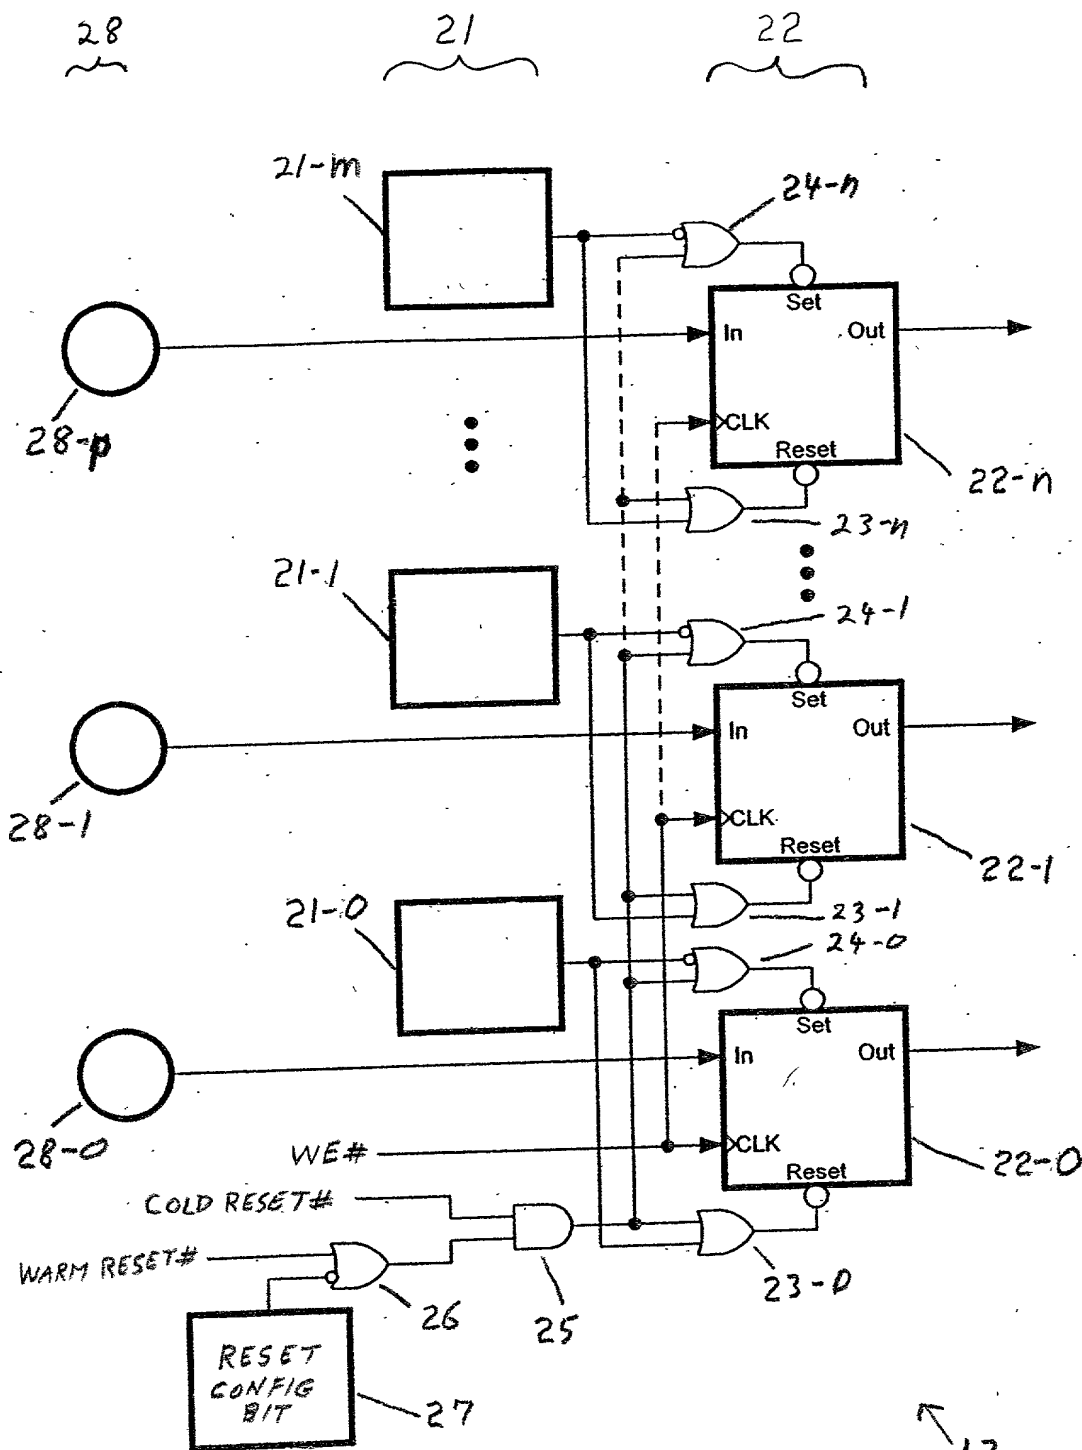 28
21
22
21-m
24-n
Set
In
Out
28-p
CLK
Reset
22-n
23-n
21-1
24-1
Set
In
Out
28-1
CLK
Reset
22-1
21-0
23-1
24-0
Set
In
Out
28-0
WE#
CLK
22-0
Reset
COLD RESET#
WARM RESET#
23-0
26
25
RESET
CONFIG
BIT
27